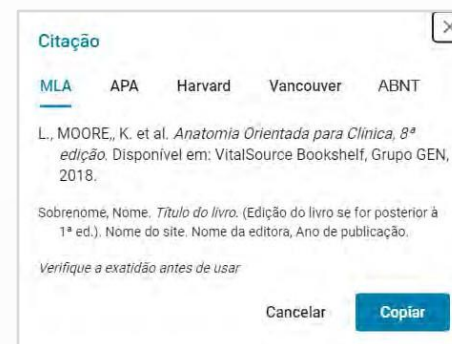 Citação
MLA APA Harvard Vancouver ABNT
L., MOORE,, K. et al. Anatomia Orientada para Clínica, 8ª
edição. Disponível em: VitalSource Bookshelf, Grupo GEN,
2018.
Sobrenome, Nome. Título do livro. (Edição do livro se for posterior à
1ª ed.). Nome do site. Nome da editora, Ano de publicação.
Verifique a exatidão antes de usar
Cancelar Copiar